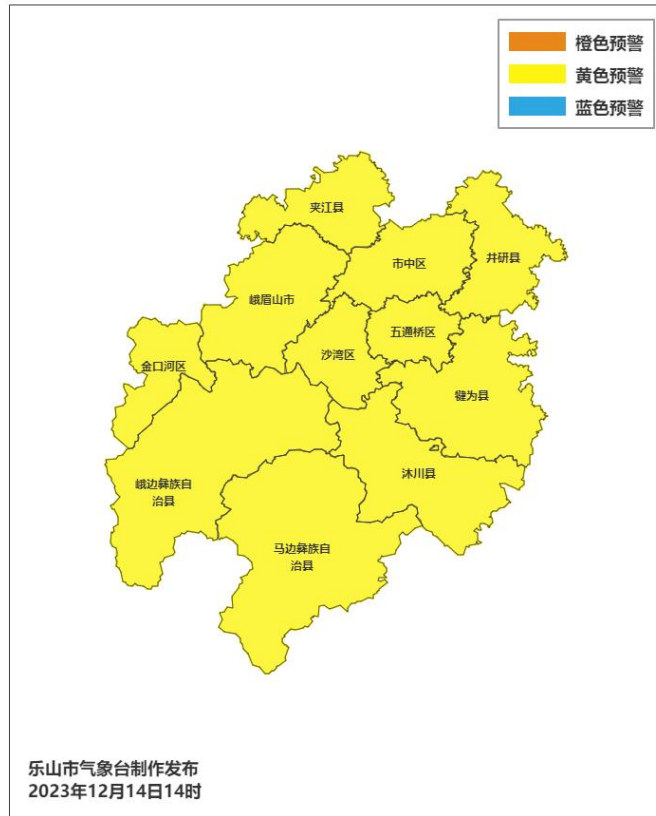 橙色预警
黄色预警
蓝色预警
夹江县
市中区
井研县
峨眉山市
五通桥区
沙湾区
金口河区
犍为县
沐川县
峨边彝族自
治县
马边彝族自
治县
乐山市气象台制作发布
2023年12月14日14时